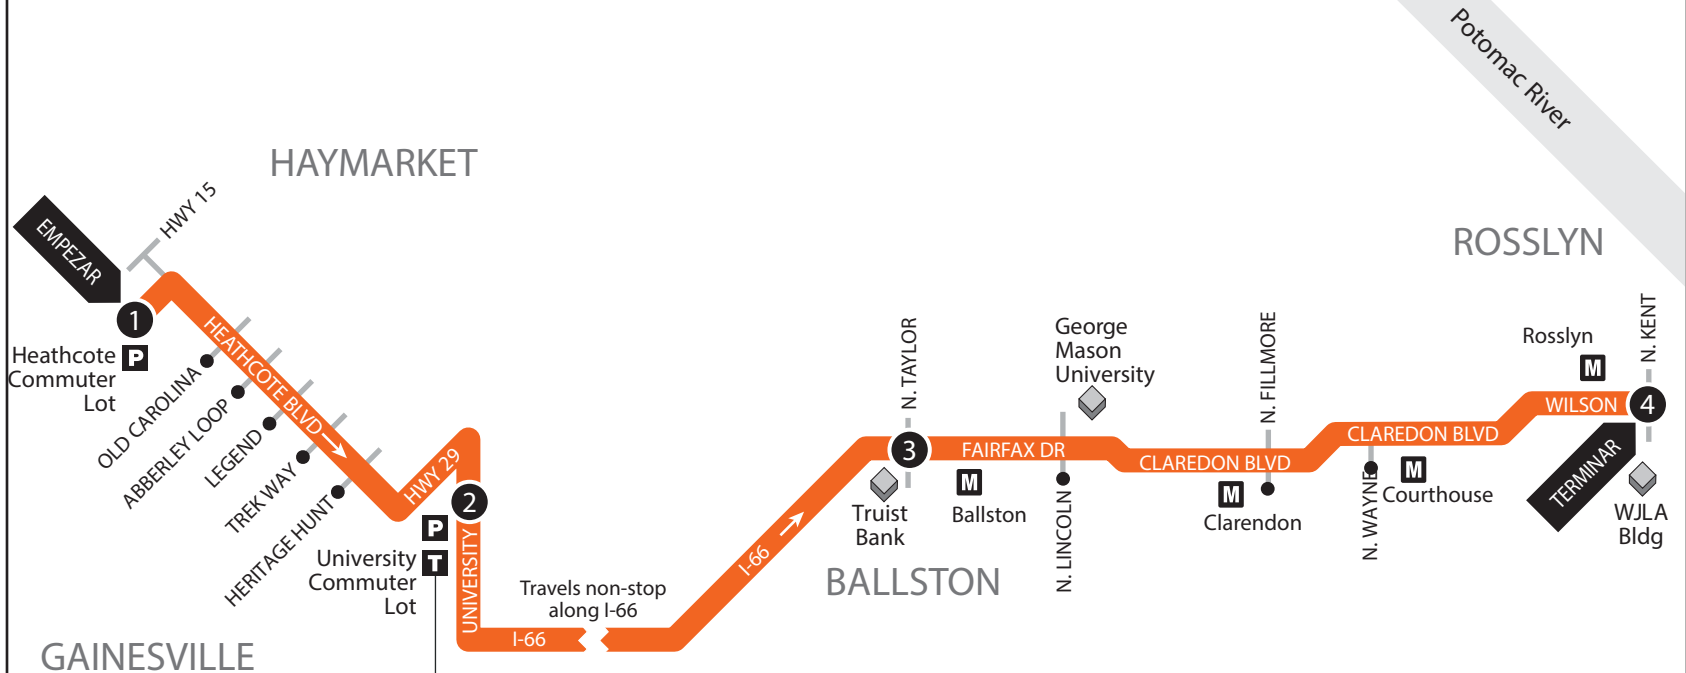 Potomac River
HAYMARKET
HWY 15
EMPEZAR
ROSSLYN
1
Heathcote
Commuter
Lot
P
HEATHCOTE BLVD
OLD CAROLINA
ABBERLEY LOOP
LEGEND
TREK WAY
HERITAGE HUNT
HWY 29
2
P
T
University
Commuter
Lot
UNIVERSITY
GAINESVILLE
I-66
Travels non-stop
along I-66
I-66
N. TAYLOR
3
Truist
Bank
FAIRFAX DR
M
Ballston
BALLSTON
George
Mason
University
N. LINCOLN
CLAREDON BLVD
N. FILLMORE
M
Clarendon
CLAREDON BLVD
N. WAYNE
M
Courthouse
Rosslyn
M
WILSON
N. KENT
4
TERMINAR
WJLA
Bldg